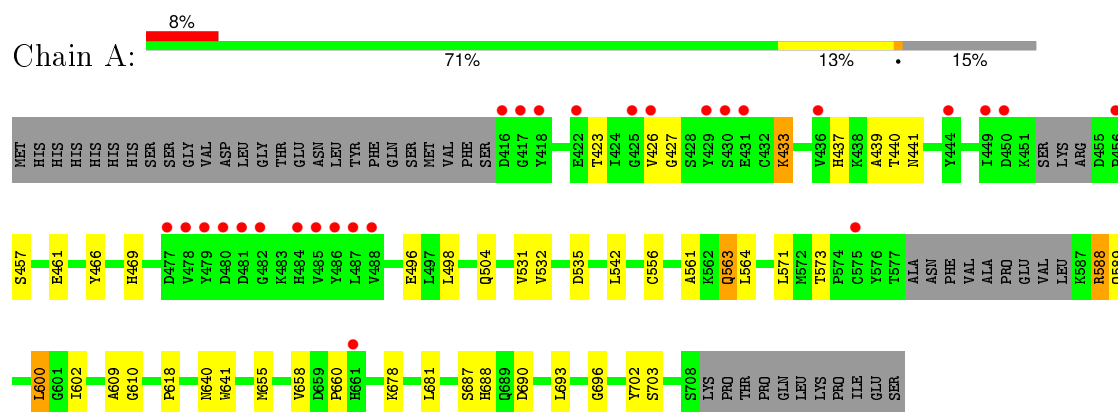 Chain A:
8%
71%
13%
•
15%
MET HIS HIS HIS HIS HIS HIS SER SER GLY VAL ASP LEU GLY THR GLU ASN LEU TYR PHE GLN SER MET VAL PHE SER D416 G417 Y418 E422 T423 I424 G425 V426 G427 S428 Y429 S430 E431 C432 K433 V436 H437 K438 A439 T440 N441 Y444 I449 D450 K451 SER LYS ARG D455
S457 E461 Y466 H469 D477 V478 Y479 D480 D481 G482 K483 H484 V485 Y486 L487 V488 E496 L497 L498 Q504 V531 V532 D535 L542 C556 A561 K562 Q563 L564 L571 M572 T573 P574 C575 Y576 T577 ALA ASN PHE VAL ALA PRO GLU VAL LEU K587 R588 Q589
L600 G601 I602 A609 G610 P618 N640 W641 M655 V658 D659 P660 H661 K678 L681 S687 H688 Q689 D690 L693 G696 Y702 S703 S708 LYS PRO THR PRO GLN LEU LYS PRO ILE GLU SER